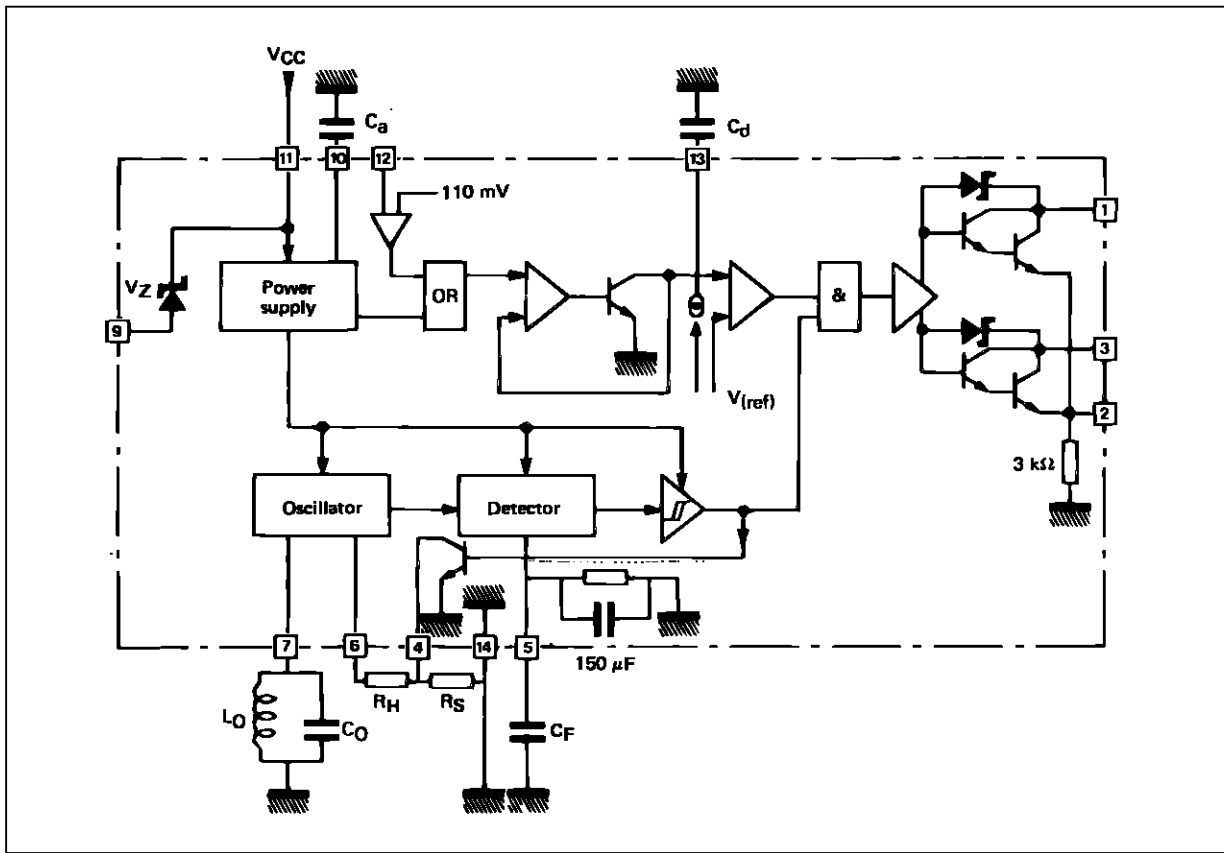 VCC
Ca
Cd
11
10
12
13
110 mV
1
VZ
Power
supply
OR
&
9
3
V(ref)
2
3 kΩ
Oscillator
Detector
7
6
4
14
5
150 µF
RH
RS
LO
CO
CF